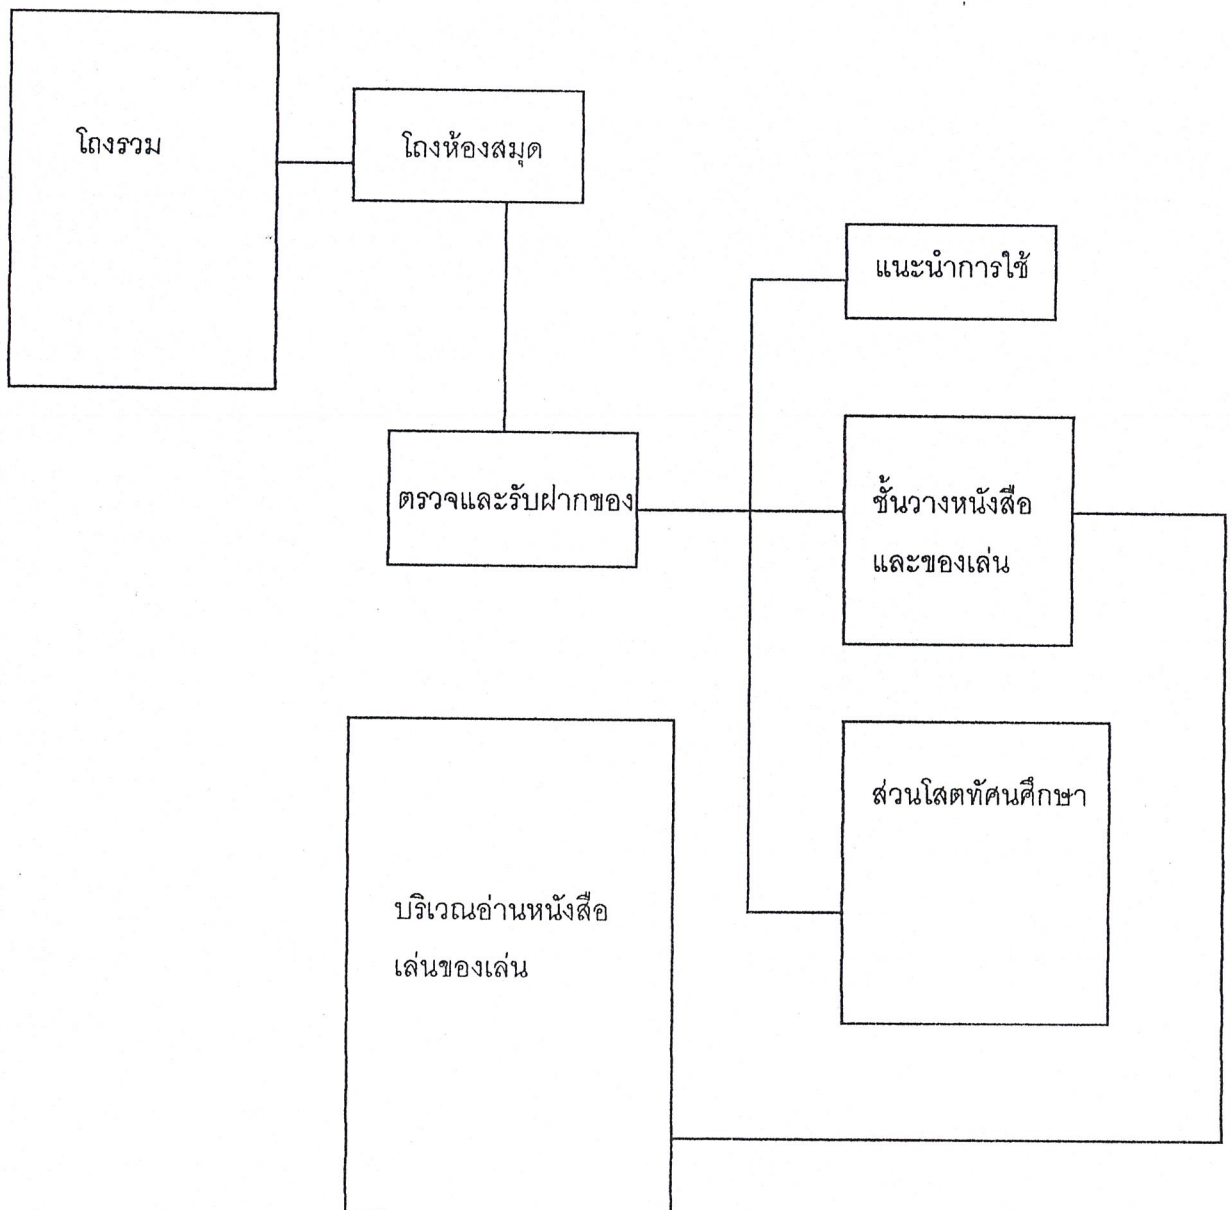 โถงรวม
โถงห้องสมุด
แนะนำการใช้
ตรวจและรับฝากของ
ชั้นวางหนังสือ
และของเล่น
ส่วนโสตทัศนศึกษา
บริเวณอ่านหนังสือ
เล่นของเล่น